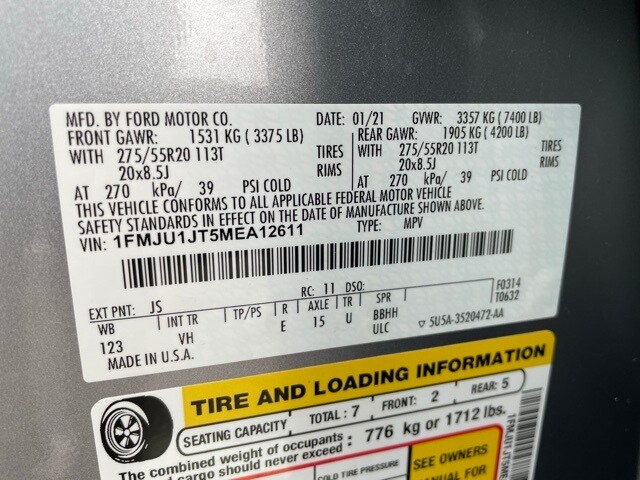 MFD. BY FORD MOTOR CO. DATE: 01/21 GVWR: 3357 KG ( 7400 LB)
FRONT GAWR: 1531 KG ( 3375 LB) REAR GAWR: 1905 KG ( 4200 LB)
WITH 275/55R20 113T TIRES WITH 275/55R20 113T TIRES
20x8.5J RIMS 20x8.5J RIMS
AT 270 kPa/ 39 PSI COLD AT 270 kPa/ 39 PSI COLD
THIS VEHICLE CONFORMS TO ALL APPLICABLE FEDERAL MOTOR VEHICLE
SAFETY STANDARDS IN EFFECT ON THE DATE OF MANUFACTURE SHOWN ABOVE.
VIN: 1FMJU1JT5MEA12611 TYPE: MPV
F0314
T0632
EXT PNT: JS RC: 11 DSO:
WB INT TR TP/PS R AXLE TR SPR
123 VH E 15 U BBHH
ULC
MADE IN U.S.A. 5U5A-3520472-AA
TIRE AND LOADING INFORMATION
SEATING CAPACITY TOTAL: 7 FRONT: 2 REAR: 5
The combined weight of occupants
and cargo should never exceed : 776 kg or 1712 lbs.
COLD TIRE PRESSURE
SEE OWNERS
MANUAL FOR